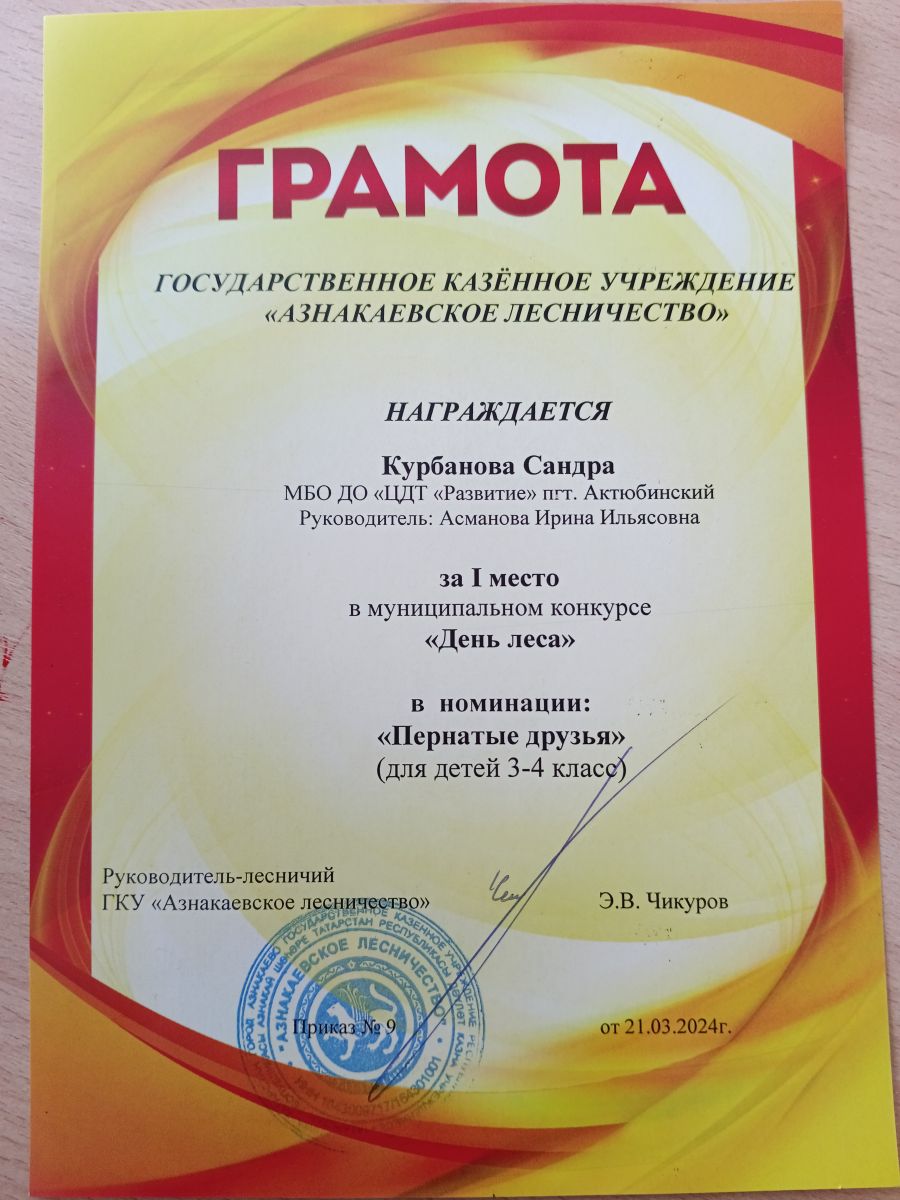 ГРАМОТА
ГОСУДАРСТВЕННОЕ КАЗЁННОЕ УЧРЕЖДЕНИЕ
«АЗНАКАЕВСКОЕ ЛЕСНИЧЕСТВО»
НАГРАЖДАЕТСЯ
Курбанова Сандра
МБО ДО «ЦДТ «Развитие» пгт. Актюбинский
Руководитель: Асманова Ирина Ильясовна
за I место
в муниципальном конкурсе
«День леса»
в номинации:
«Пернатые друзья»
(для детей 3-4 класс)
Руководитель-лесничий
ГКУ «Азнакаевское лесничество»
Э.В. Чикуров
"АЗНАКАЕВСКОЕ ЛЕСНИЧЕСТВО"
Приказ № 9
от 21.03.2024г.